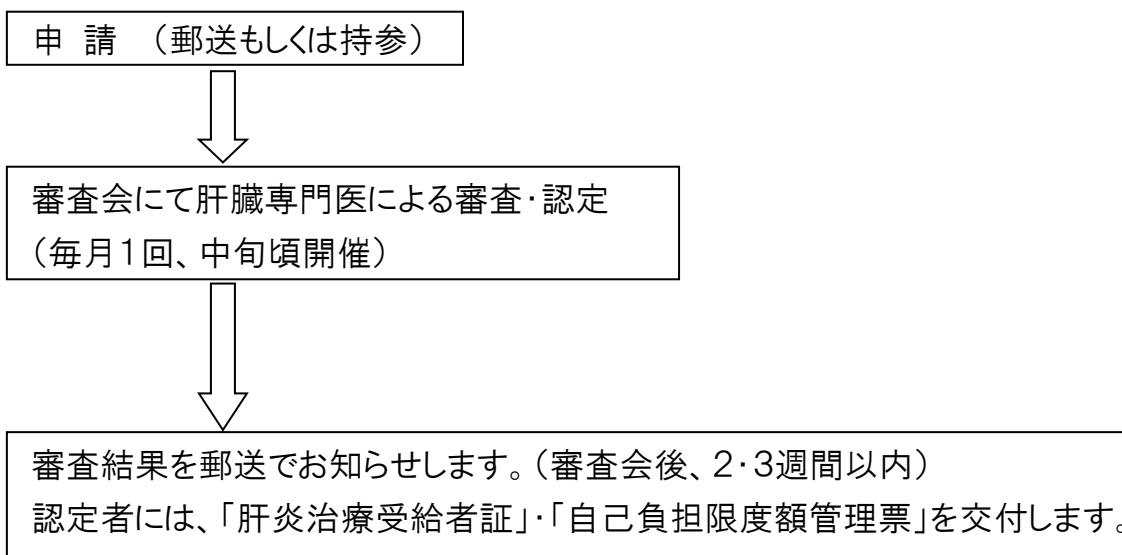 申 請 （郵送もしくは持参）
審査会にて肝臓専門医による審査・認定
（毎月１回、中旬頃開催）
審査結果を郵送でお知らせします。（審査会後、２・３週間以内）
認定者には、「肝炎治療受給者証」・「自己負担限度額管理票」を交付します。